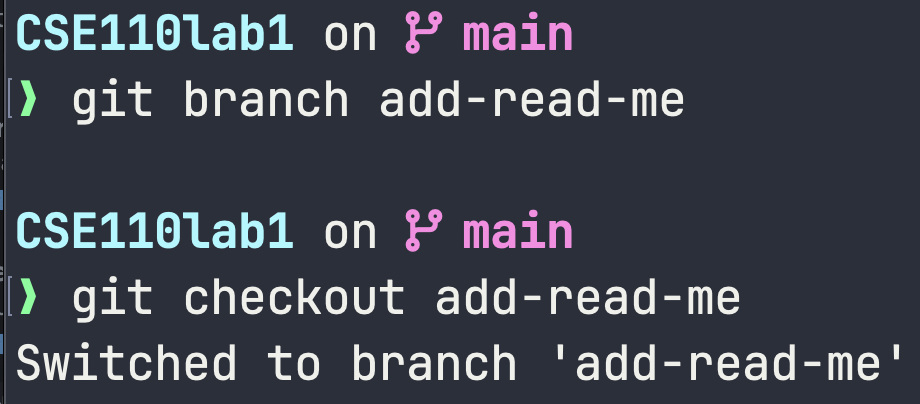 CSE110lab1 on main
❯ git branch add-read-me
CSE110lab1 on main
❯ git checkout add-read-me
Switched to branch 'add-read-me'